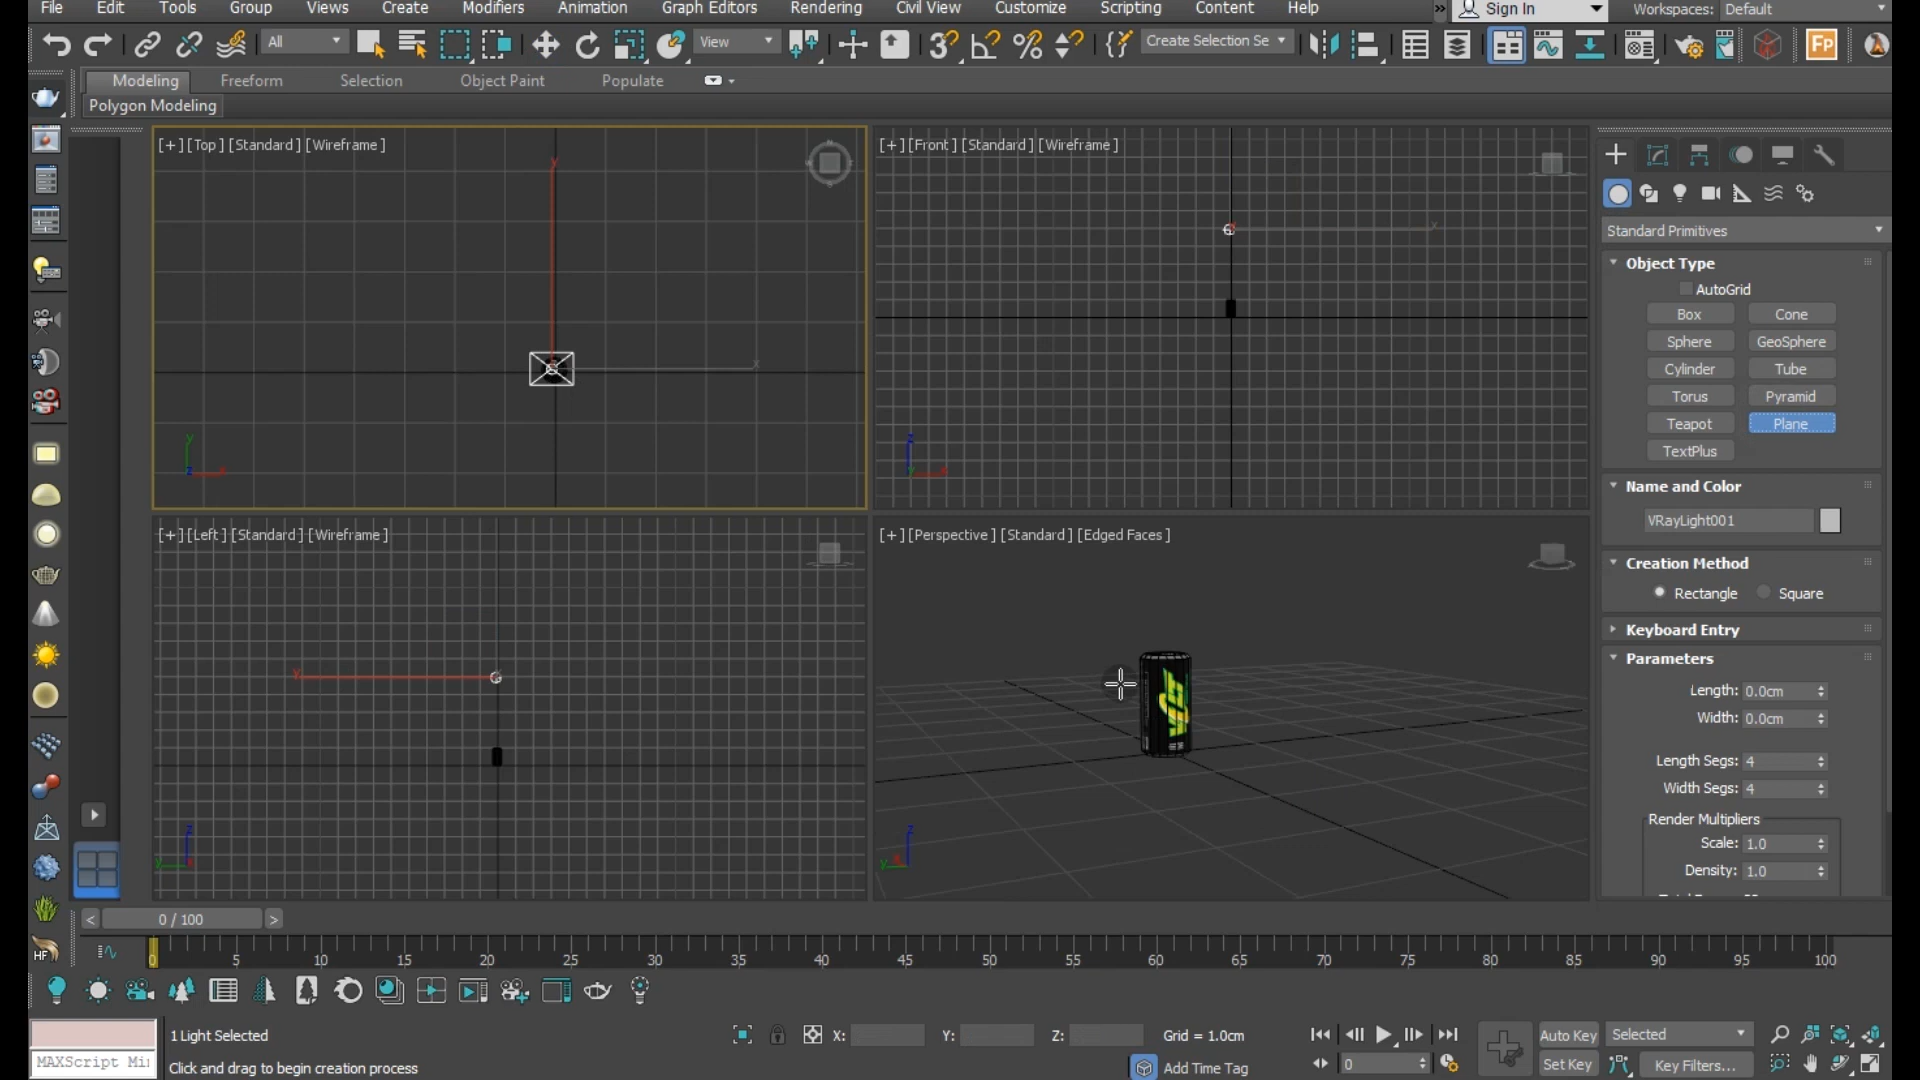 File Edit Tools Group Views Create Modifiers Animation Graph Editors Rendering Civil View Customize Scripting Content Help » Sign In Workspaces: Default
All View Create Selection Se Fp
Modeling Freeform Selection Object Paint Populate
Polygon Modeling
[+] [Top] [Standard] [Wireframe]
[+] [Front] [Standard] [Wireframe]
[+] [Left] [Standard] [Wireframe]
[+] [Perspective] [Standard] [Edged Faces]
Standard Primitives
Object Type
AutoGrid
Box Cone
Sphere GeoSphere
Cylinder Tube
Torus Pyramid
Teapot Plane
TextPlus
Name and Color
VRayLight001
Creation Method
Rectangle Square
Keyboard Entry
Parameters
Length: 0.0cm
Width: 0.0cm
Length Segs: 4
Width Segs: 4
Render Multipliers
Scale: 1.0
Density: 1.0
HF
< 0 / 100 >
0 5 10 15 20 25 30 35 40 45 50 55 60 65 70 75 80 85 90 95 100
1 Light Selected X: Y: Z: Grid = 1.0cm Auto Key Selected
MAXScript Mi Click and drag to begin creation process Add Time Tag 0 Set Key Key Filters...